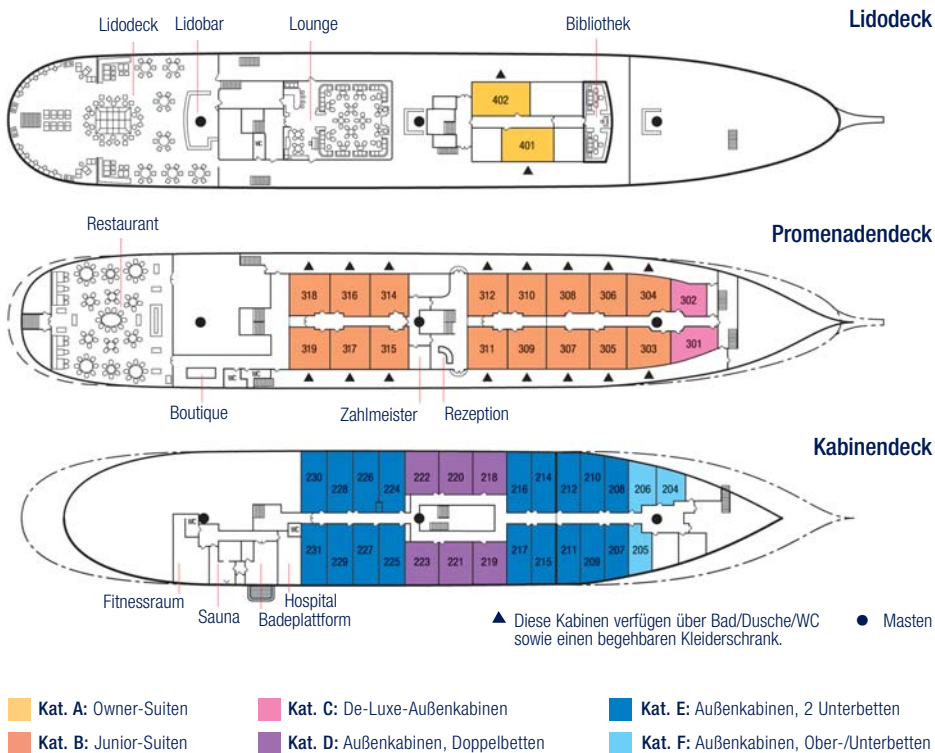 Lidodeck Lidobar Lounge Bibliothek
Lidodeck
402
401
WC
Restaurant
Promenadendeck
318 316 314 312 310 308 306 304 302
319 317 315 311 309 307 305 303 301
WC WC
Boutique Zahlmeister Rezeption
Kabinendeck
230 228 226 224 222 220 218 216 214 212 210 208 206 204
WC WC
231 229 227 225 223 221 219 217 215 211 209 207 205
Fitnessraum Sauna Badeplattform Hospital
▲ Diese Kabinen verfügen über Bad/Dusche/WC
sowie einen begehbaren Kleiderschrank.
● Masten
Kat. A: Owner-Suiten
Kat. C: De-Luxe-Außenkabinen
Kat. E: Außenkabinen, 2 Unterbetten
Kat. B: Junior-Suiten
Kat. D: Außenkabinen, Doppelbetten
Kat. F: Außenkabinen, Ober-/Unterbetten